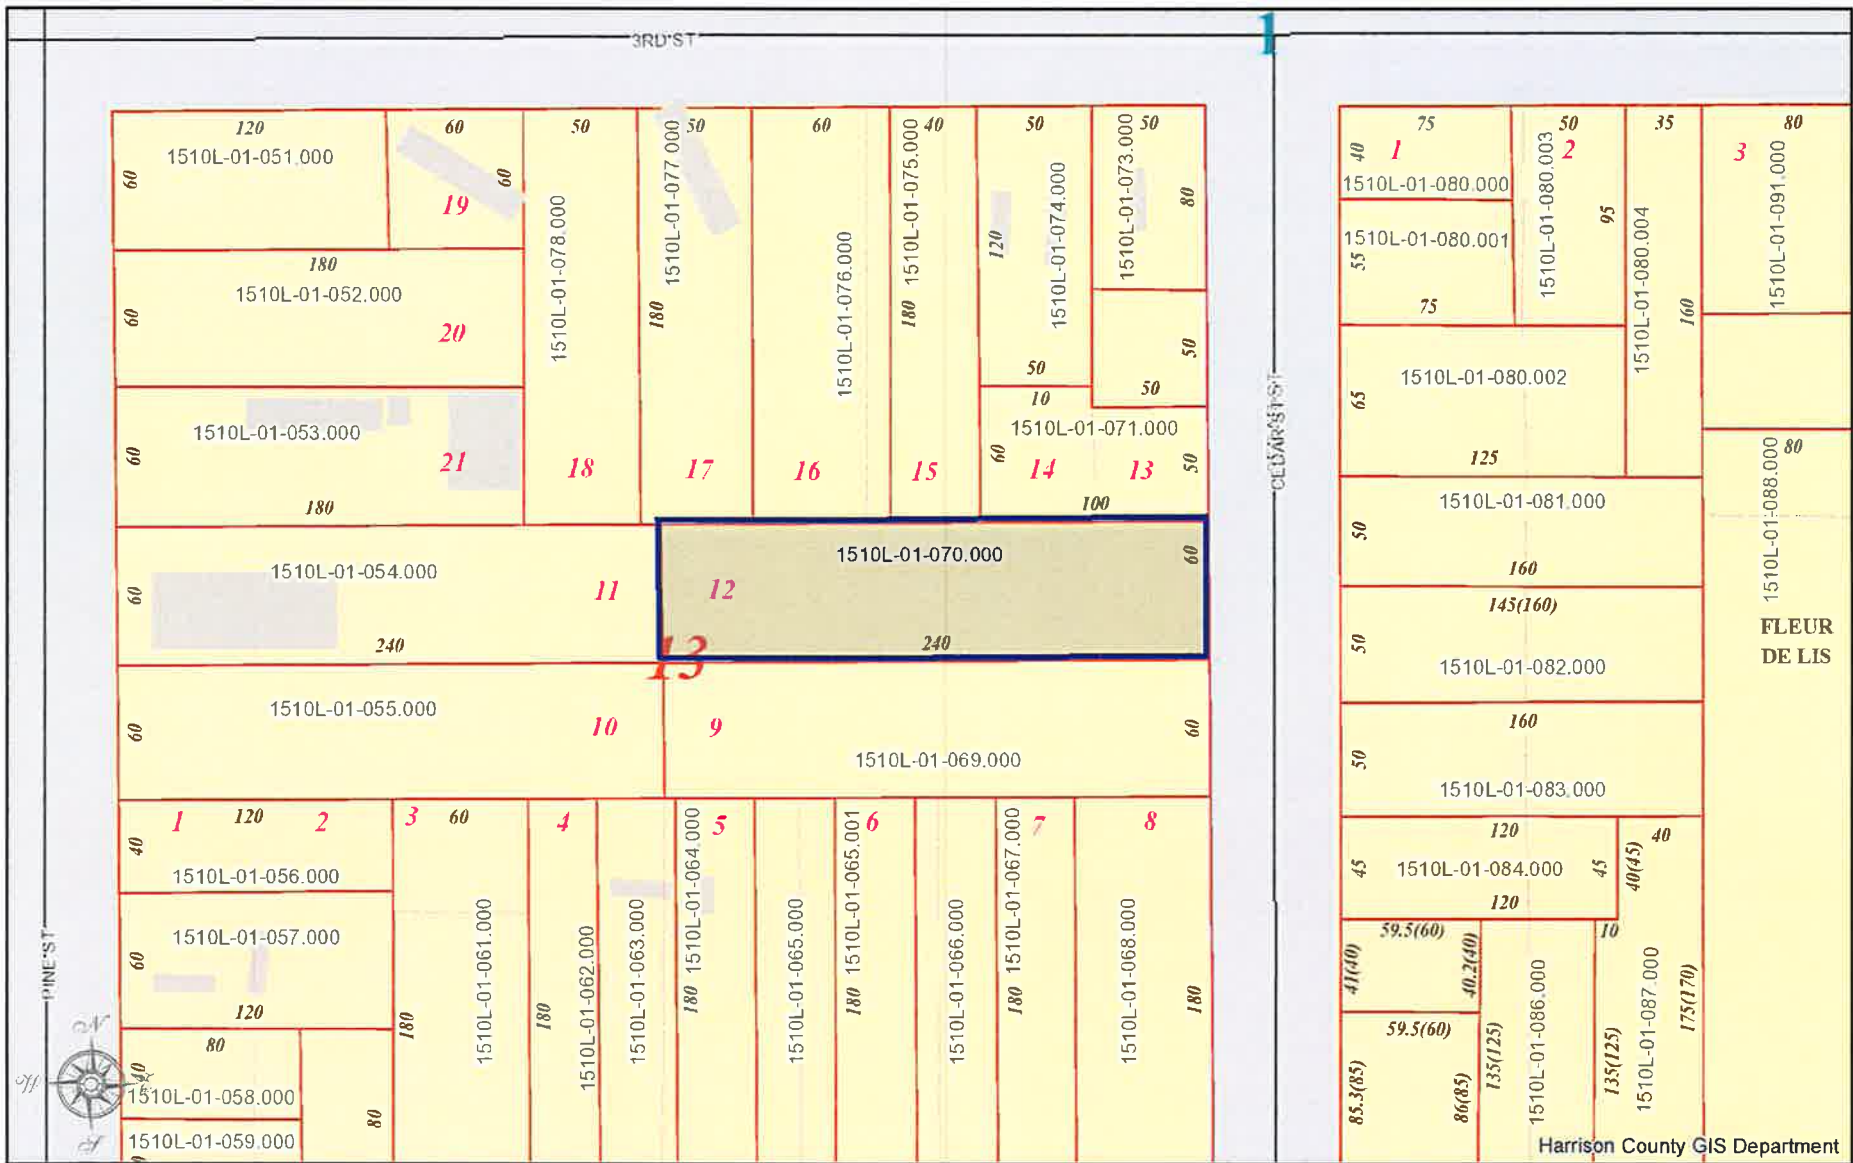 3RD ST
1
120
60
50
50
60
40
50
50
75
50
35
80
1510L-01-051.000
60
60
19
1510L-01-078.000
1510L-01-077.000
1510L-01-076.000
1510L-01-075.000
1510L-01-074.000
1510L-01-073.000
80
120
40
1
1510L-01-080.000
2
1510L-01-080.003
95
1510L-01-080.004
160
3
1510L-01-091.000
180
1510L-01-052.000
60
20
180
180
50
50
50
55
1510L-01-080.001
75
1510L-01-053.000
60
21
180
18
17
16
15
10
1510L-01-071.000
60
14
13
50
100
CEDAR ST ST
65
1510L-01-080.002
125
80
1510L-01-088.000
1510L-01-081.000
50
160
1510L-01-054.000
60
11
240
1510L-01-070.000
60
12
240
13
145(160)
50
1510L-01-082.000
FLEUR
DE LIS
1510L-01-055.000
60
10
9
60
1510L-01-069.000
160
50
1510L-01-083.000
1
120
2
40
1510L-01-056.000
3
60
4
5
6
7
8
1510L-01-057.000
60
120
180
1510L-01-061.000
180
1510L-01-062.000
1510L-01-063.000
180
1510L-01-064.000
1510L-01-065.000
180
1510L-01-065.001
1510L-01-066.000
180
1510L-01-067.000
1510L-01-068.000
180
120
40
45
1510L-01-084.000
45
40(45)
120
59.5(60)
41(40)
40.2(40)
10
59.5(60)
85.3(85)
86(85)
135(125)
1510L-01-086.000
135(125)
1510L-01-087.000
175(170)
PINE ST
N
80
40
1510L-01-058.000
80
1510L-01-059.000
Harrison County GIS Department